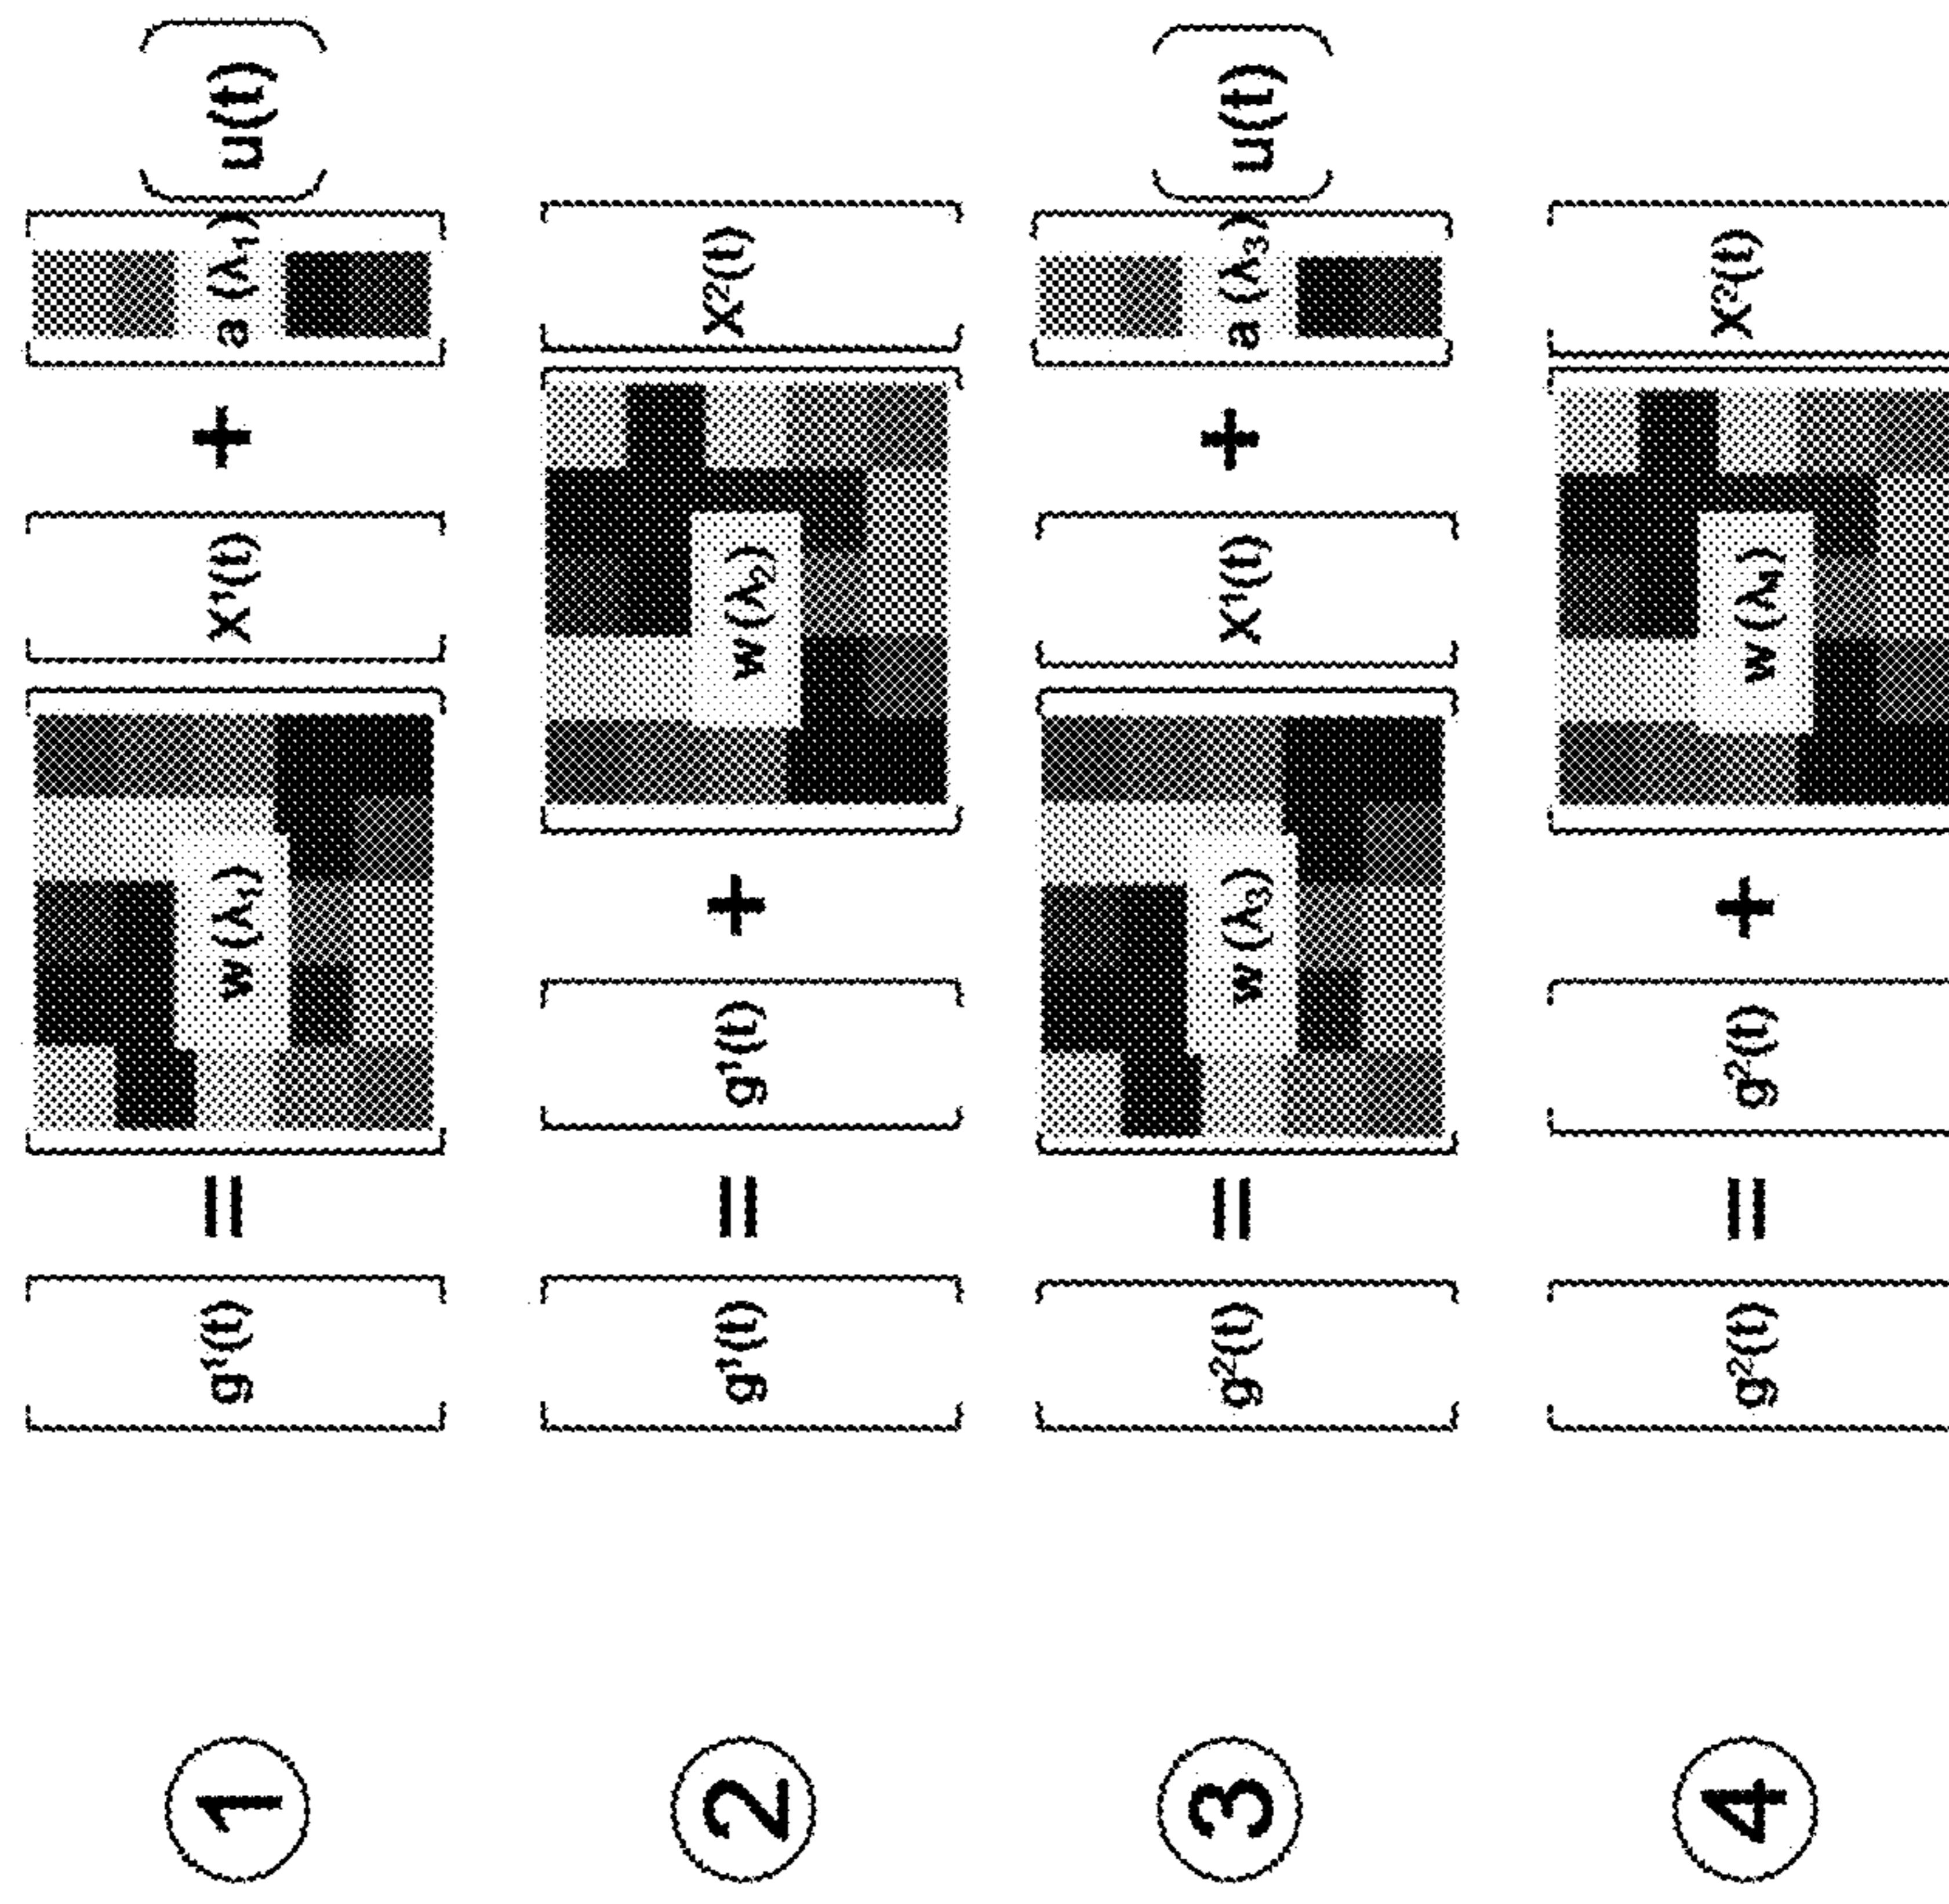 ① [g¹(t)] = [w(λ₁)] [X¹(t)] + [a(λ₁)] (u(t))
② [g¹(t)] = [g¹(t)] + [w(λ₂)] [X²(t)]
③ [g²(t)] = [w(λ₃)] [X¹(t)] + [a(λ₃)] (u(t))
④ [g²(t)] = [g²(t)] + [w(λ₄)] [X²(t)]